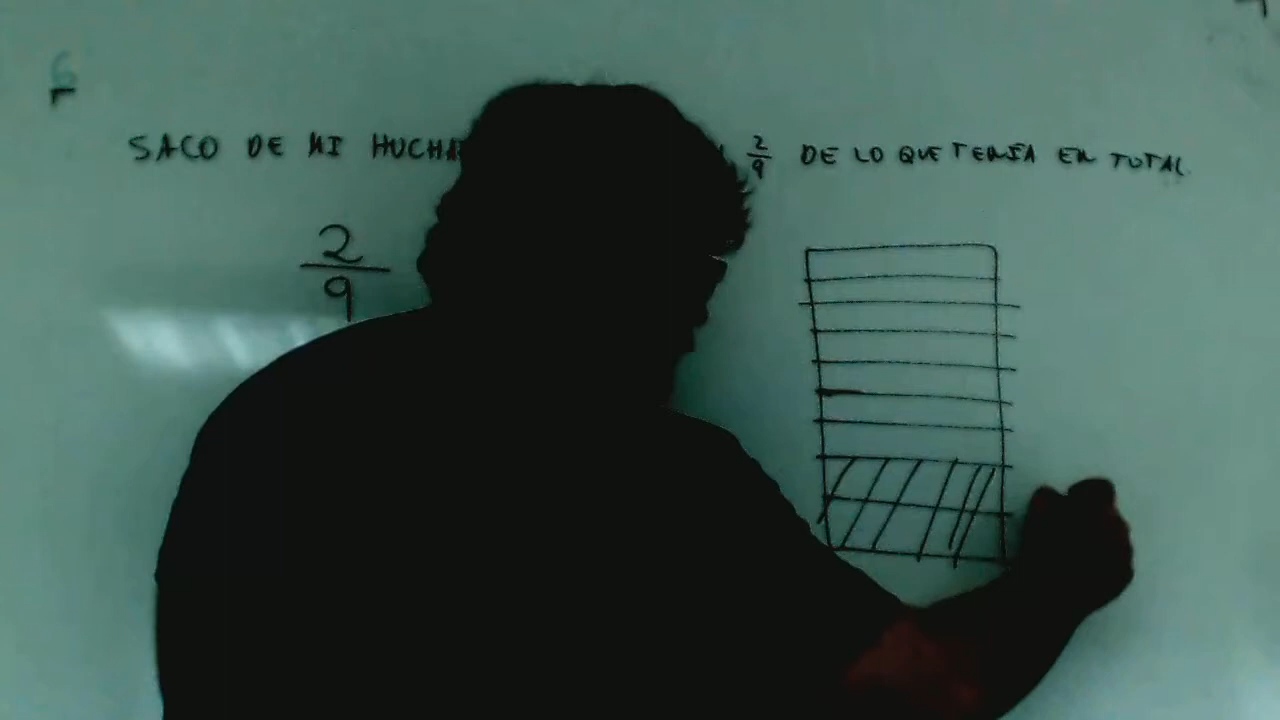 SACO DE MI HUCHA 2/9 DE LO QUE TENÍA EN TOTAL
2/9